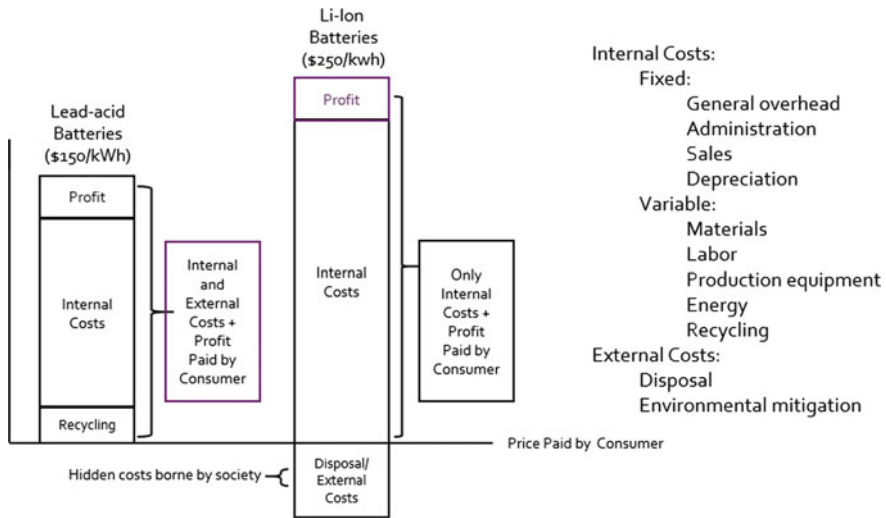 Lead-acid
Batteries
($150/kWh)
Profit
Internal
Costs
Recycling
Internal
and
External
Costs +
Profit
Paid by
Consumer
Li-Ion
Batteries
($250/kwh)
Profit
Internal
Costs
Only
Internal
Costs +
Profit
Paid by
Consumer
Price Paid by Consumer
Hidden costs borne by society
Disposal/
External
Costs
Internal Costs:
Fixed:
General overhead
Administration
Sales
Depreciation
Variable:
Materials
Labor
Production equipment
Energy
Recycling
External Costs:
Disposal
Environmental mitigation